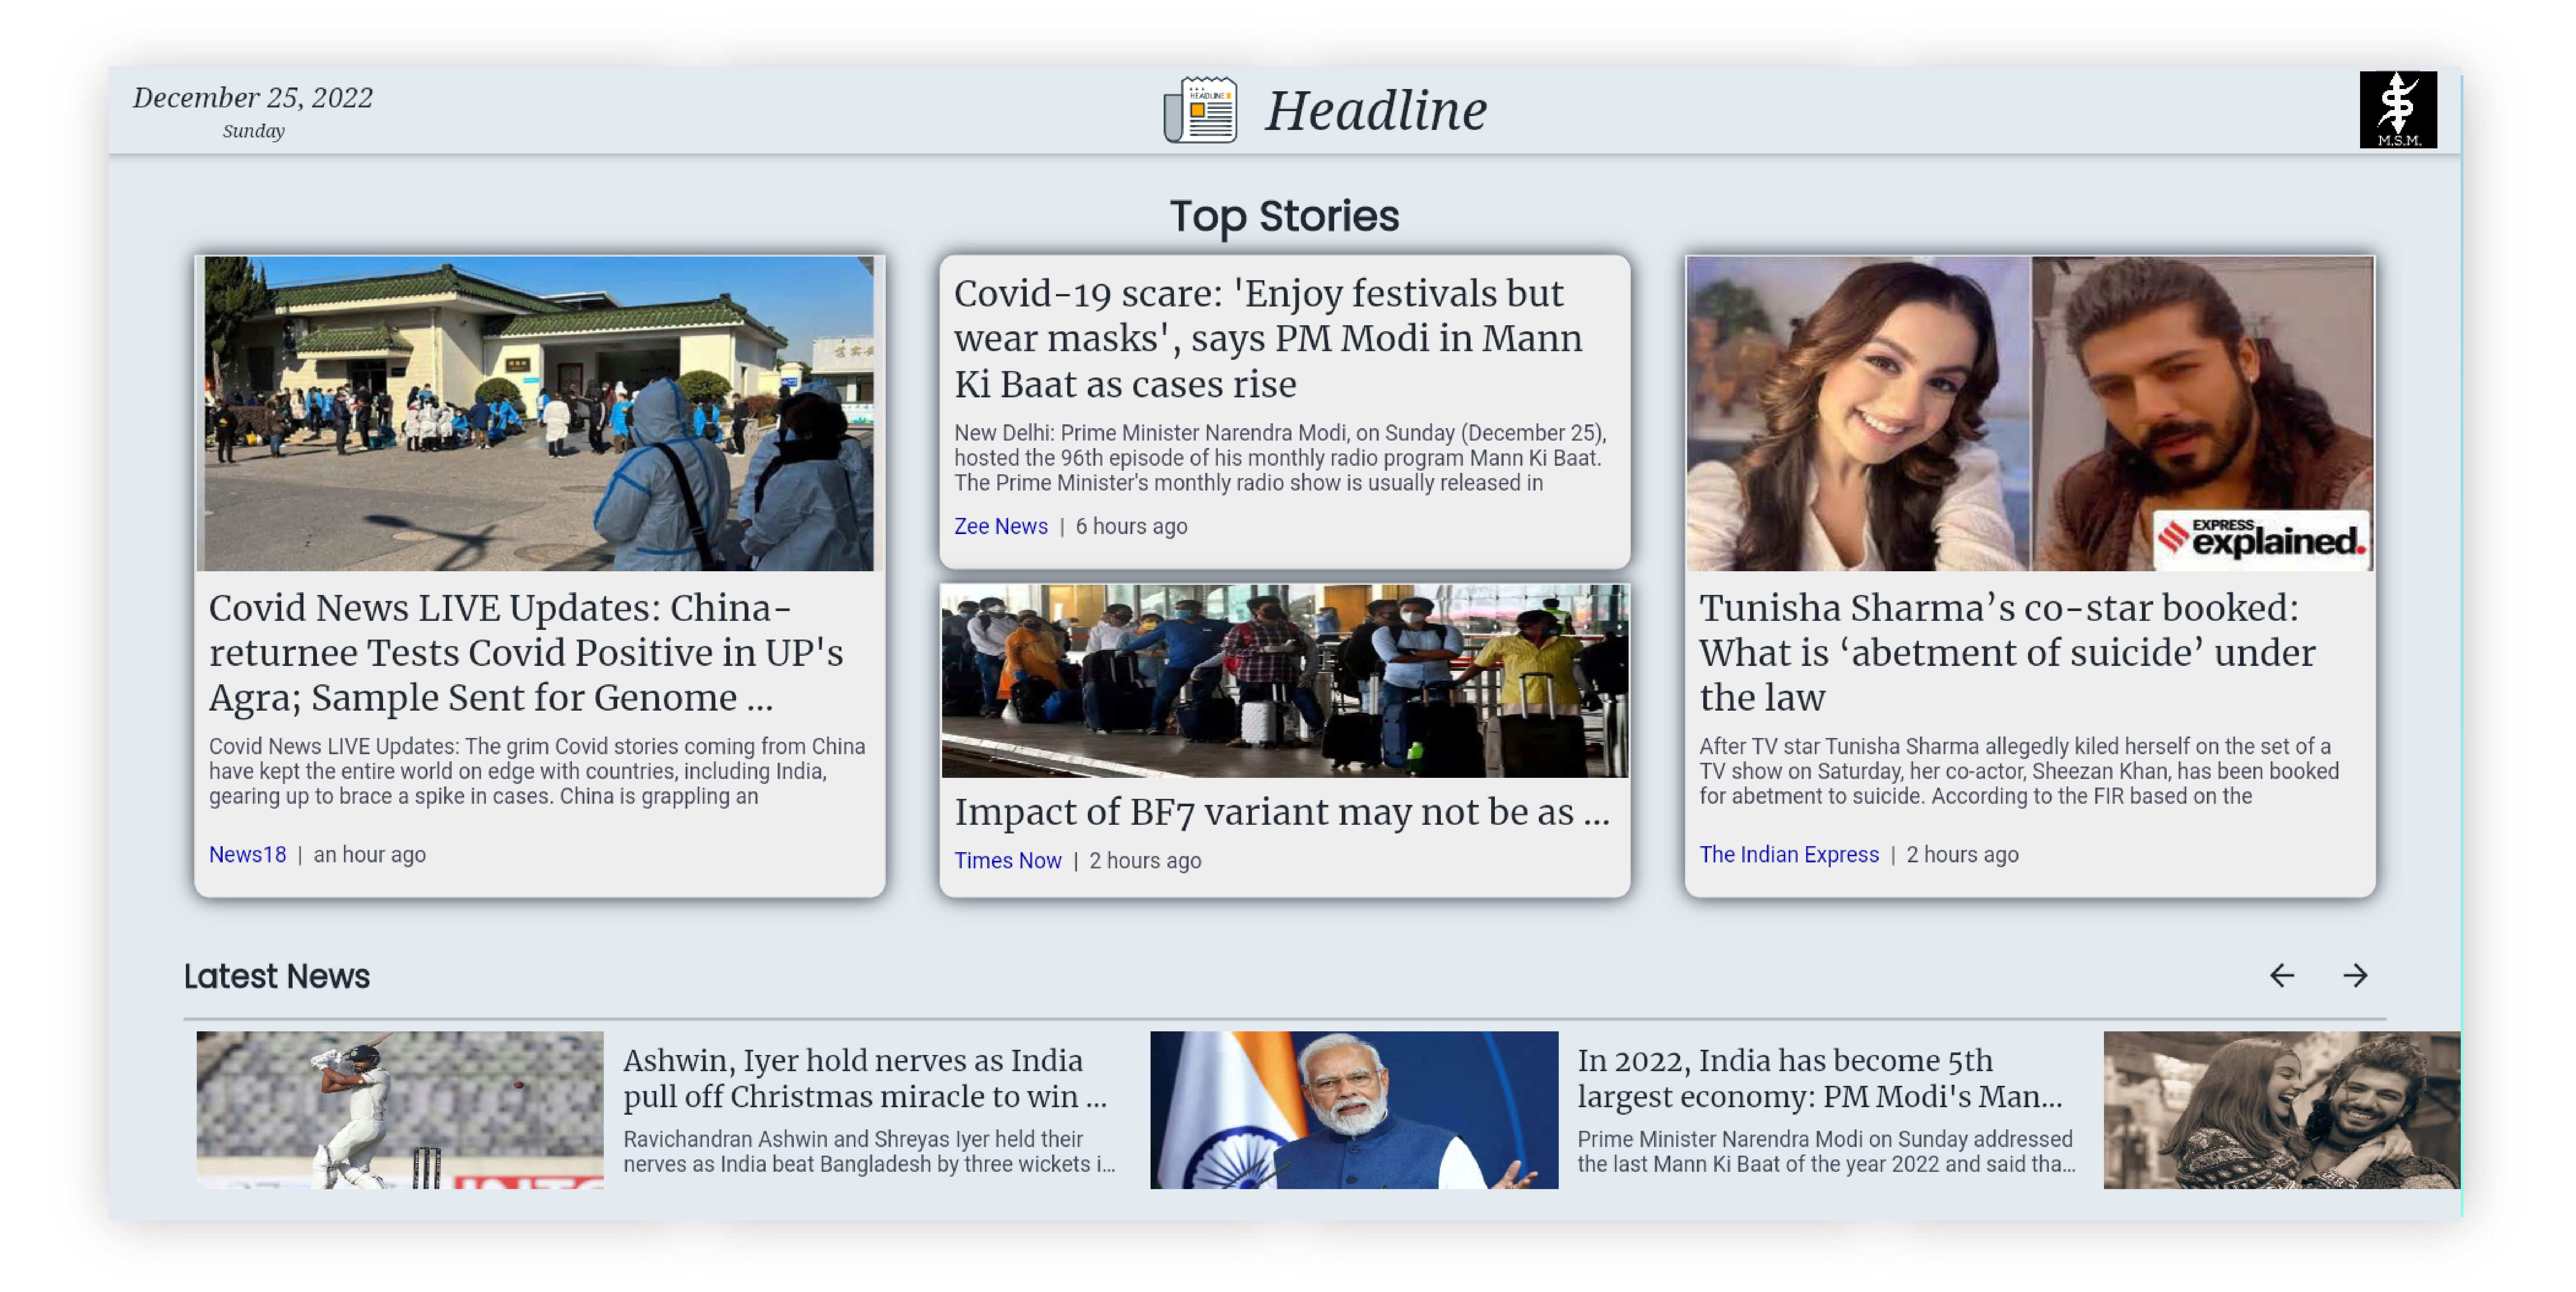 December 25, 2022
Sunday
HEADLINE
Headline
M.S.M.
Top Stories
Covid News LIVE Updates: China-
returnee Tests Covid Positive in UP's
Agra; Sample Sent for Genome ...
Covid News LIVE Updates: The grim Covid stories coming from China
have kept the entire world on edge with countries, including India,
gearing up to brace a spike in cases. China is grappling an
News18 | an hour ago
Covid-19 scare: 'Enjoy festivals but
wear masks', says PM Modi in Mann
Ki Baat as cases rise
New Delhi: Prime Minister Narendra Modi, on Sunday (December 25),
hosted the 96th episode of his monthly radio program Mann Ki Baat.
The Prime Minister's monthly radio show is usually released in
Zee News | 6 hours ago
Impact of BF7 variant may not be as ...
Times Now | 2 hours ago
EXPRESS
explained.
Tunisha Sharma’s co-star booked:
What is ‘abetment of suicide’ under
the law
After TV star Tunisha Sharma allegedly kiled herself on the set of a
TV show on Saturday, her co-actor, Sheezan Khan, has been booked
for abetment to suicide. According to the FIR based on the
The Indian Express | 2 hours ago
Latest News
Ashwin, Iyer hold nerves as India
pull off Christmas miracle to win ...
Ravichandran Ashwin and Shreyas Iyer held their
nerves as India beat Bangladesh by three wickets i...
In 2022, India has become 5th
largest economy: PM Modi's Man...
Prime Minister Narendra Modi on Sunday addressed
the last Mann Ki Baat of the year 2022 and said tha...